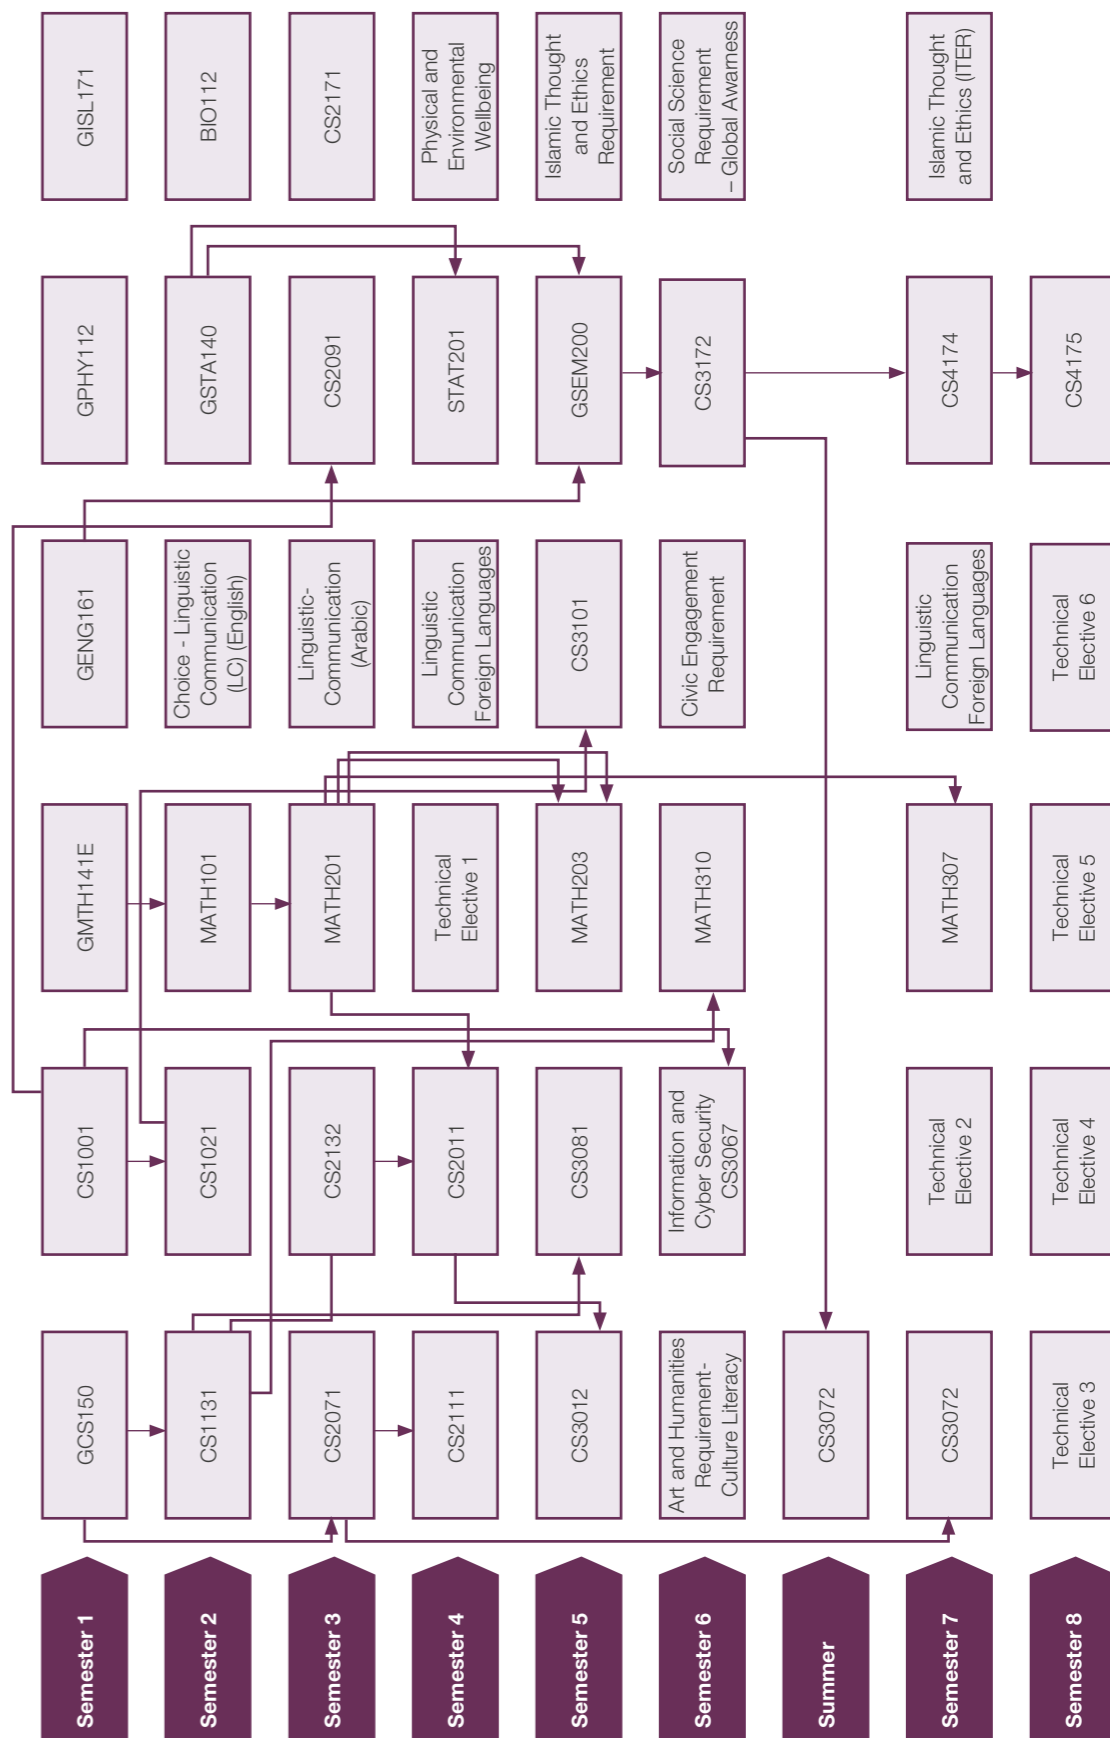 Semester 1
GCS150
CS1001
GMTH141E
GENG161
GPHY112
GISL171
Semester 2
CS1131
CS1021
MATH101
Choice - Linguistic
Communication
(LC) (English)
GSTA140
BIO112
Semester 3
CS2071
CS2132
MATH201
Linguistic-
Communication
(Arabic)
CS2091
CS2171
Semester 4
CS2111
CS2011
Technical
Elective 1
Linguistic
Communication
Foreign Languages
STAT201
Physical and
Environmental
Wellbeing
Semester 5
CS3012
CS3081
MATH203
CS3101
GSEM200
Islamic Thought
and Ethics
Requirement
Semester 6
Art and Humanities
Requirement-
Culture Literacy
Information and
Cyber Security
CS3067
MATH310
Civic Engagement
Requirement
CS3172
Social Science
Requirement
– Global Awarness
Summer
CS3072
Semester 7
CS3072
Technical
Elective 2
MATH307
Linguistic
Communication
Foreign Languages
CS4174
Islamic Thought
and Ethics (ITER)
Semester 8
Technical
Elective 3
Technical
Elective 4
Technical
Elective 5
Technical
Elective 6
CS4175